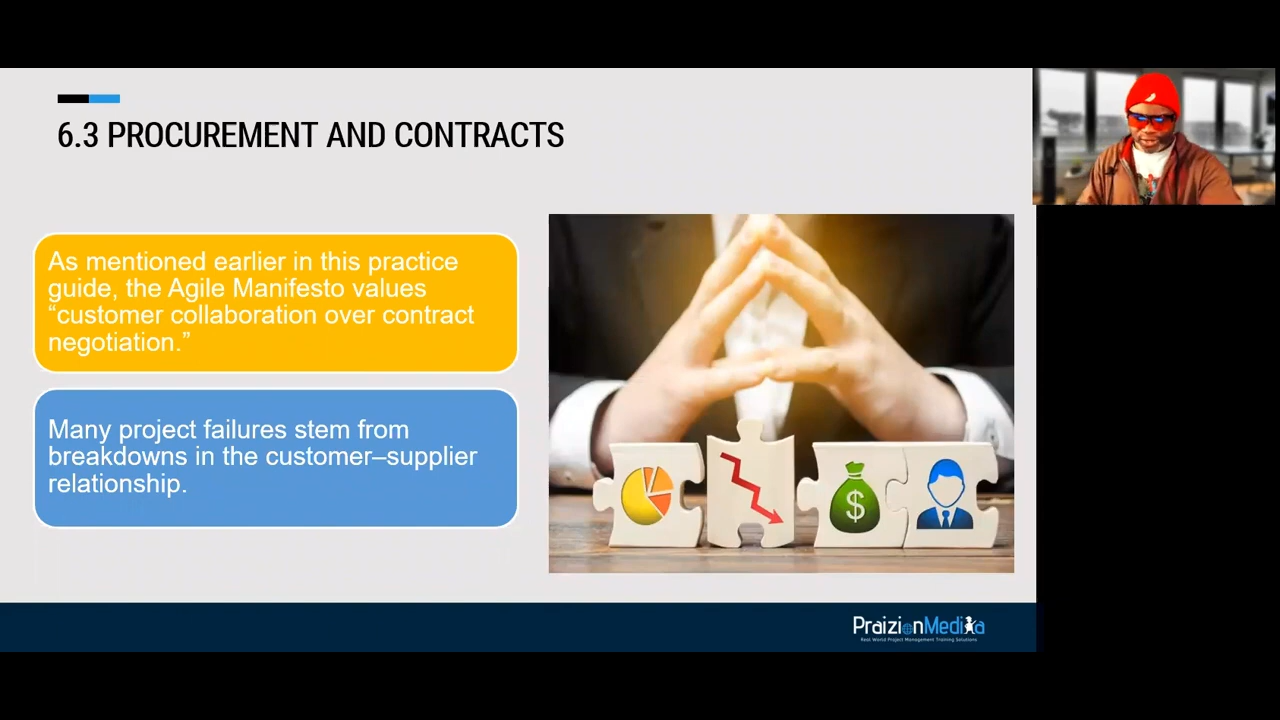 6.3 PROCUREMENT AND CONTRACTS
As mentioned earlier in this practice
guide, the Agile Manifesto values
“customer collaboration over contract
negotiation.”
Many project failures stem from
breakdowns in the customer–supplier
relationship.
$
PraizionMedia
Real World Project Management Training Solutions